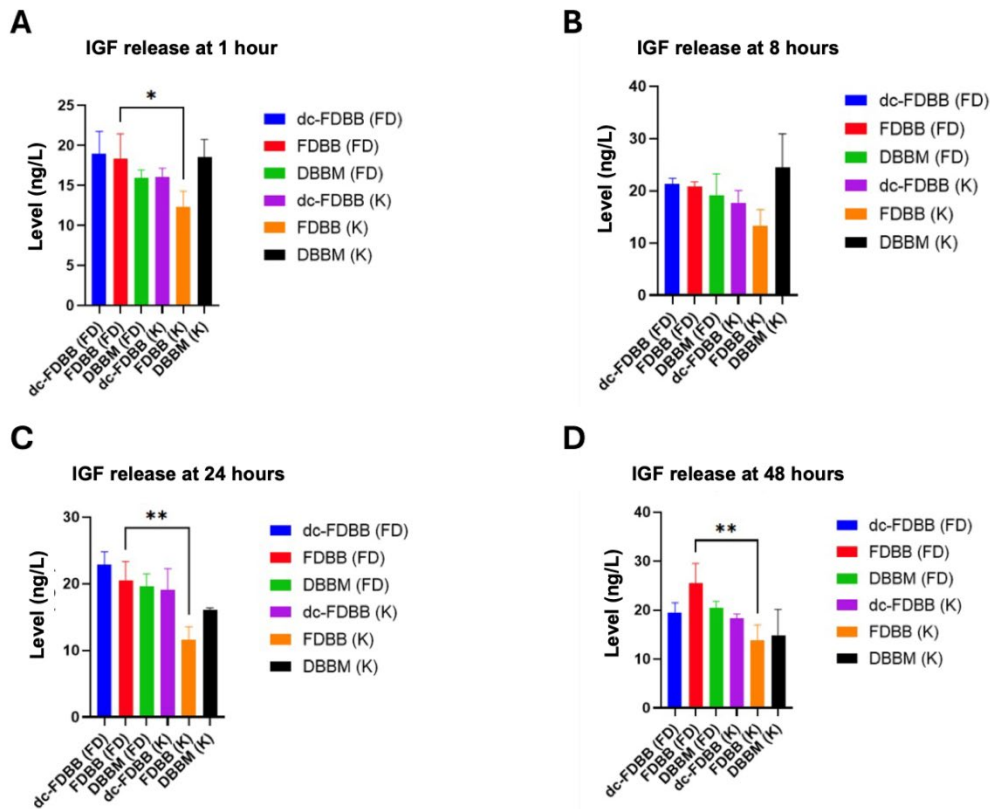 A
IGF release at 1 hour
*
25
20
15
10
5
0
Level (ng/L)
dc-FDBB (FD)
FDBB (FD)
DBBM (FD)
dc-FDBB (K)
FDBB (K)
DBBM (K)
dc-FDBB (FD)
FDBB (FD)
DBBM (FD)
dc-FDBB (K)
FDBB (K)
DBBM (K)
B
IGF release at 8 hours
40
30
20
10
0
Level (ng/L)
dc-FDBB (FD)
FDBB (FD)
DBBM (FD)
dc-FDBB (K)
FDBB (K)
DBBM (K)
dc-FDBB (FD)
FDBB (FD)
DBBM (FD)
dc-FDBB (K)
FDBB (K)
DBBM (K)
C
IGF release at 24 hours
**
30
20
10
0
Level (ng/L)
dc-FDBB (FD)
FDBB (FD)
DBBM (FD)
dc-FDBB (K)
FDBB (K)
DBBM (K)
dc-FDBB (FD)
FDBB (FD)
DBBM (FD)
dc-FDBB (K)
FDBB (K)
DBBM (K)
D
IGF release at 48 hours
**
40
30
20
10
0
Level (ng/L)
dc-FDBB (FD)
FDBB (FD)
DBBM (FD)
dc-FDBB (K)
FDBB (K)
DBBM (K)
dc-FDBB (FD)
FDBB (FD)
DBBM (FD)
dc-FDBB (K)
FDBB (K)
DBBM (K)